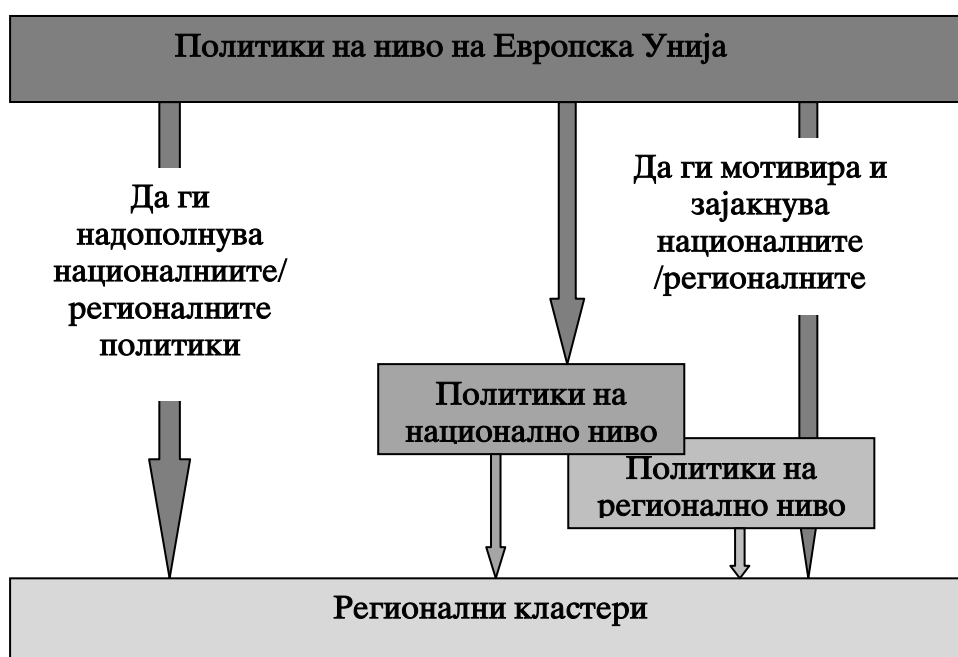 Политики на ниво на Европска Унија
Да ги
надополнува
националниите/
регионалните
политики
Да ги мотивира и
зајакнува
националните
/регионалните
Политики на
национално ниво
Политики на
регионално ниво
Регионални кластери